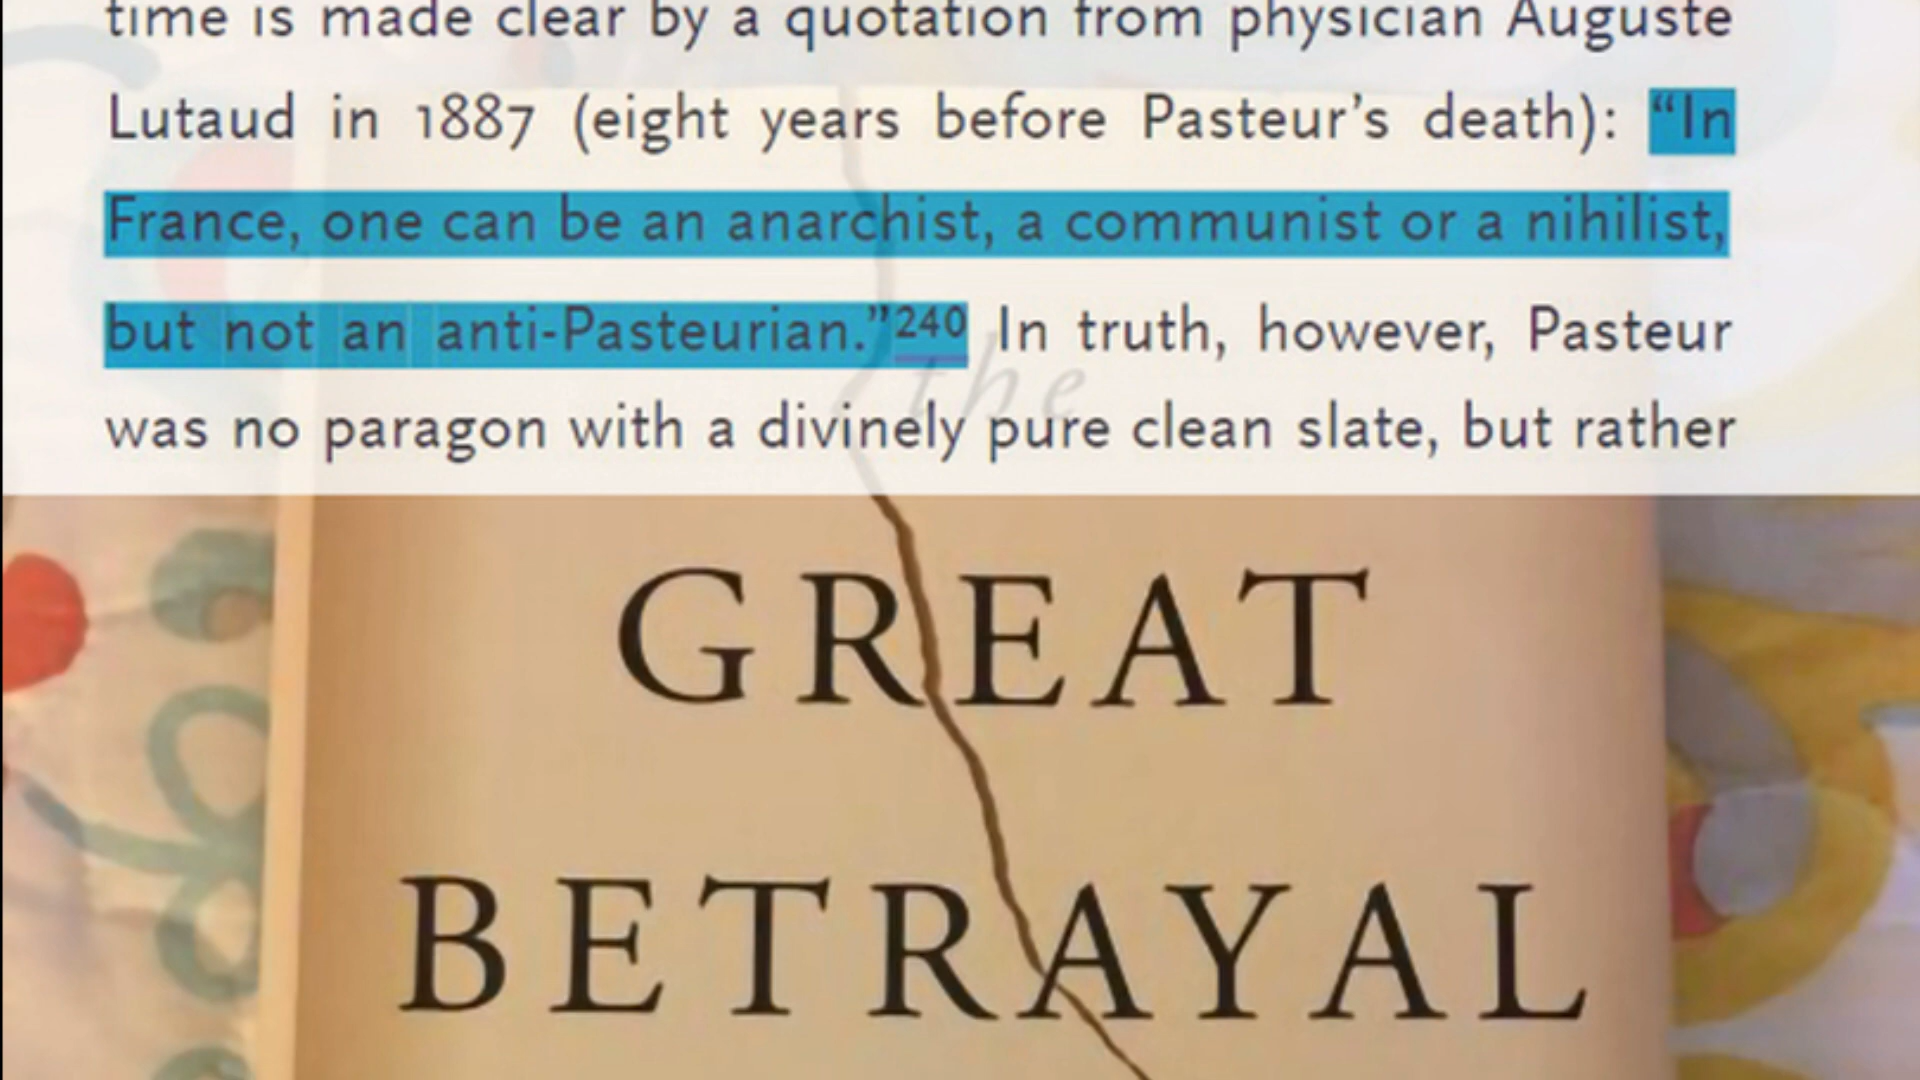 time is made clear by a quotation from physician Auguste
Lutaud in 1887 (eight years before Pasteur’s death): “In
France, one can be an anarchist, a communist or a nihilist,
but not an anti-Pasteurian.”240 In truth, however, Pasteur
the
was no paragon with a divinely pure clean slate, but rather
GREAT
BETRAYAL